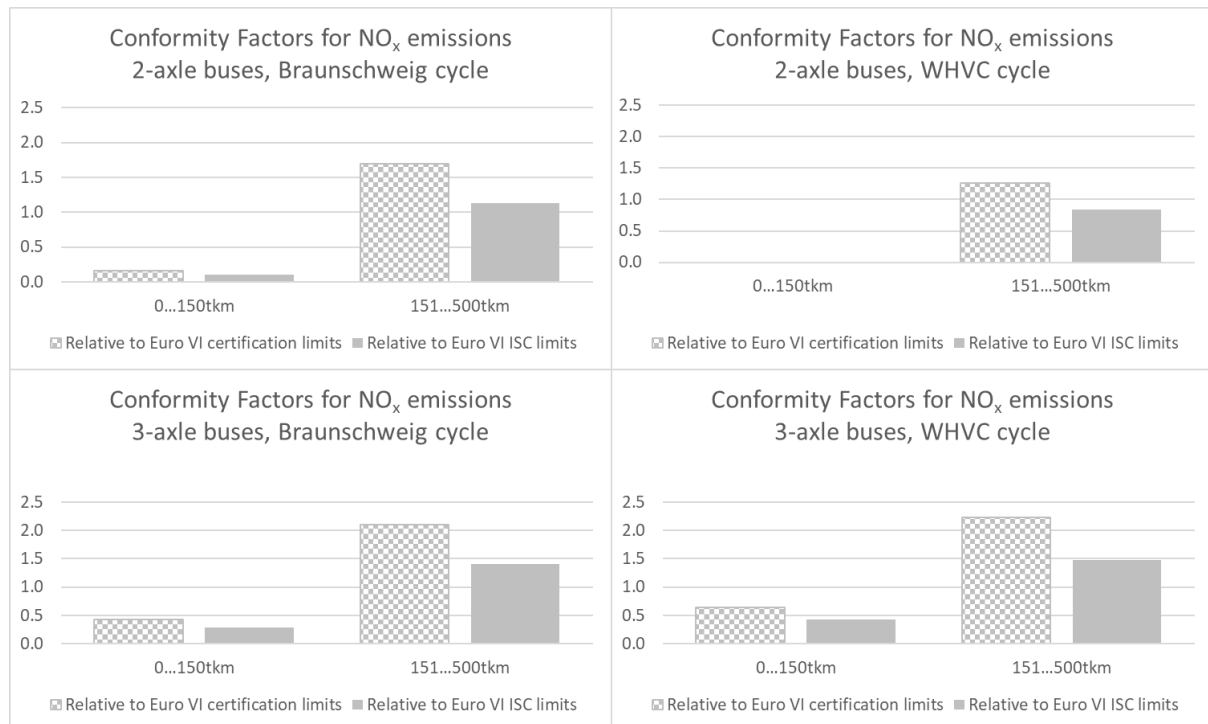 Conformity Factors for NOx emissions
2-axle buses, Braunschweig cycle
2.5
2.0
1.5
1.0
0.5
0.0
0...150tkm 151...500tkm
Relative to Euro VI certification limits Relative to Euro VI ISC limits
Conformity Factors for NOx emissions
2-axle buses, WHVC cycle
2.5
2.0
1.5
1.0
0.5
0.0
0...150tkm 151...500tkm
Relative to Euro VI certification limits Relative to Euro VI ISC limits
Conformity Factors for NOx emissions
3-axle buses, Braunschweig cycle
2.5
2.0
1.5
1.0
0.5
0.0
0...150tkm 151...500tkm
Relative to Euro VI certification limits Relative to Euro VI ISC limits
Conformity Factors for NOx emissions
3-axle buses, WHVC cycle
2.5
2.0
1.5
1.0
0.5
0.0
0...150tkm 151...500tkm
Relative to Euro VI certification limits Relative to Euro VI ISC limits